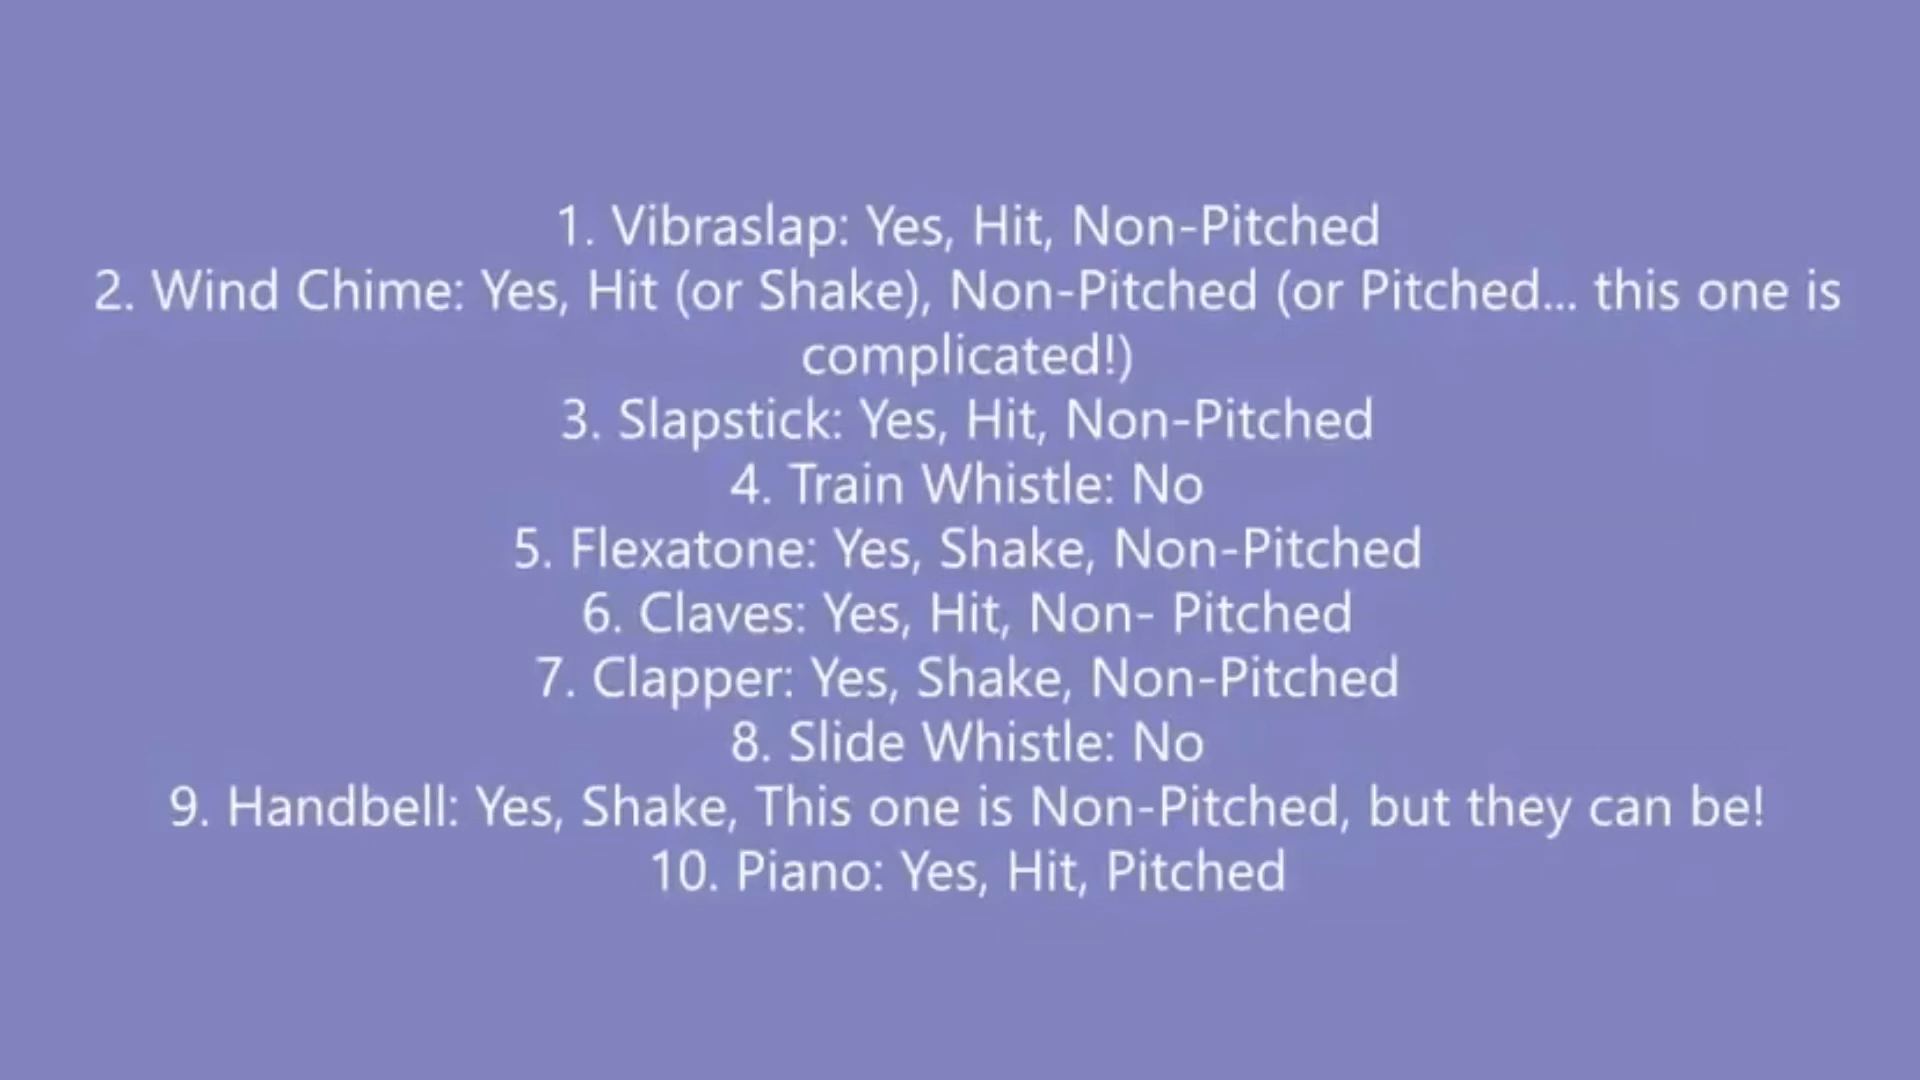 1. Vibraslap: Yes, Hit, Non-Pitched
2. Wind Chime: Yes, Hit (or Shake), Non-Pitched (or Pitched... this one is
complicated!)
3. Slapstick: Yes, Hit, Non-Pitched
4. Train Whistle: No
5. Flexatone: Yes, Shake, Non-Pitched
6. Claves: Yes, Hit, Non- Pitched
7. Clapper: Yes, Shake, Non-Pitched
8. Slide Whistle: No
9. Handbell: Yes, Shake, This one is Non-Pitched, but they can be!
10. Piano: Yes, Hit, Pitched